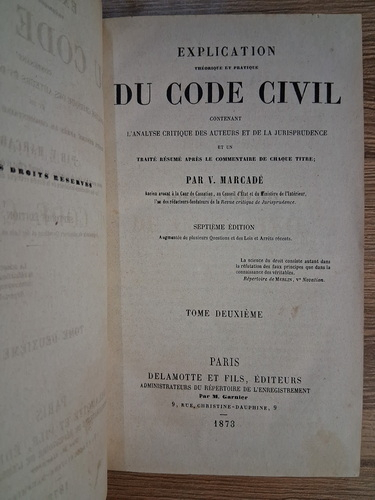 S DROITS RÉSERVÉS
EXPLICATION
THÉORIQUE ET PRATIQUE
DU CODE CIVIL
CONTENANT
L'ANALYSE CRITIQUE DES AUTEURS ET DE LA JURISPRUDENCE
ET UN
TRAITÉ RÉSUMÉ APRÈS LE COMMENTAIRE DE CHAQUE TITRE;
PAR V. MARCADÉ
Ancien avocat à la Cour de Cassation, au Conseil d'État et du Ministère de l'Intérieur,
l'un des rédacteurs-fondateurs de la Revue critique de Jurisprudence.
SEPTIÈME ÉDITION
Augmentée de plusieurs Questions et des Lois et Arrêts récents.
La science du droit consiste autant dans
la réfutation des faux principes que dans la
connaissance des véritables.
Répertoire de MERLIN, v° Novation.
TOME DEUXIÈME
PARIS
DELAMOTTE ET FILS, ÉDITEURS
ADMINISTRATEURS DU RÉPERTOIRE DE L'ENREGISTREMENT
Par M. Garnier
9, RUE CHRISTINE-DAUPHINE, 9
1873